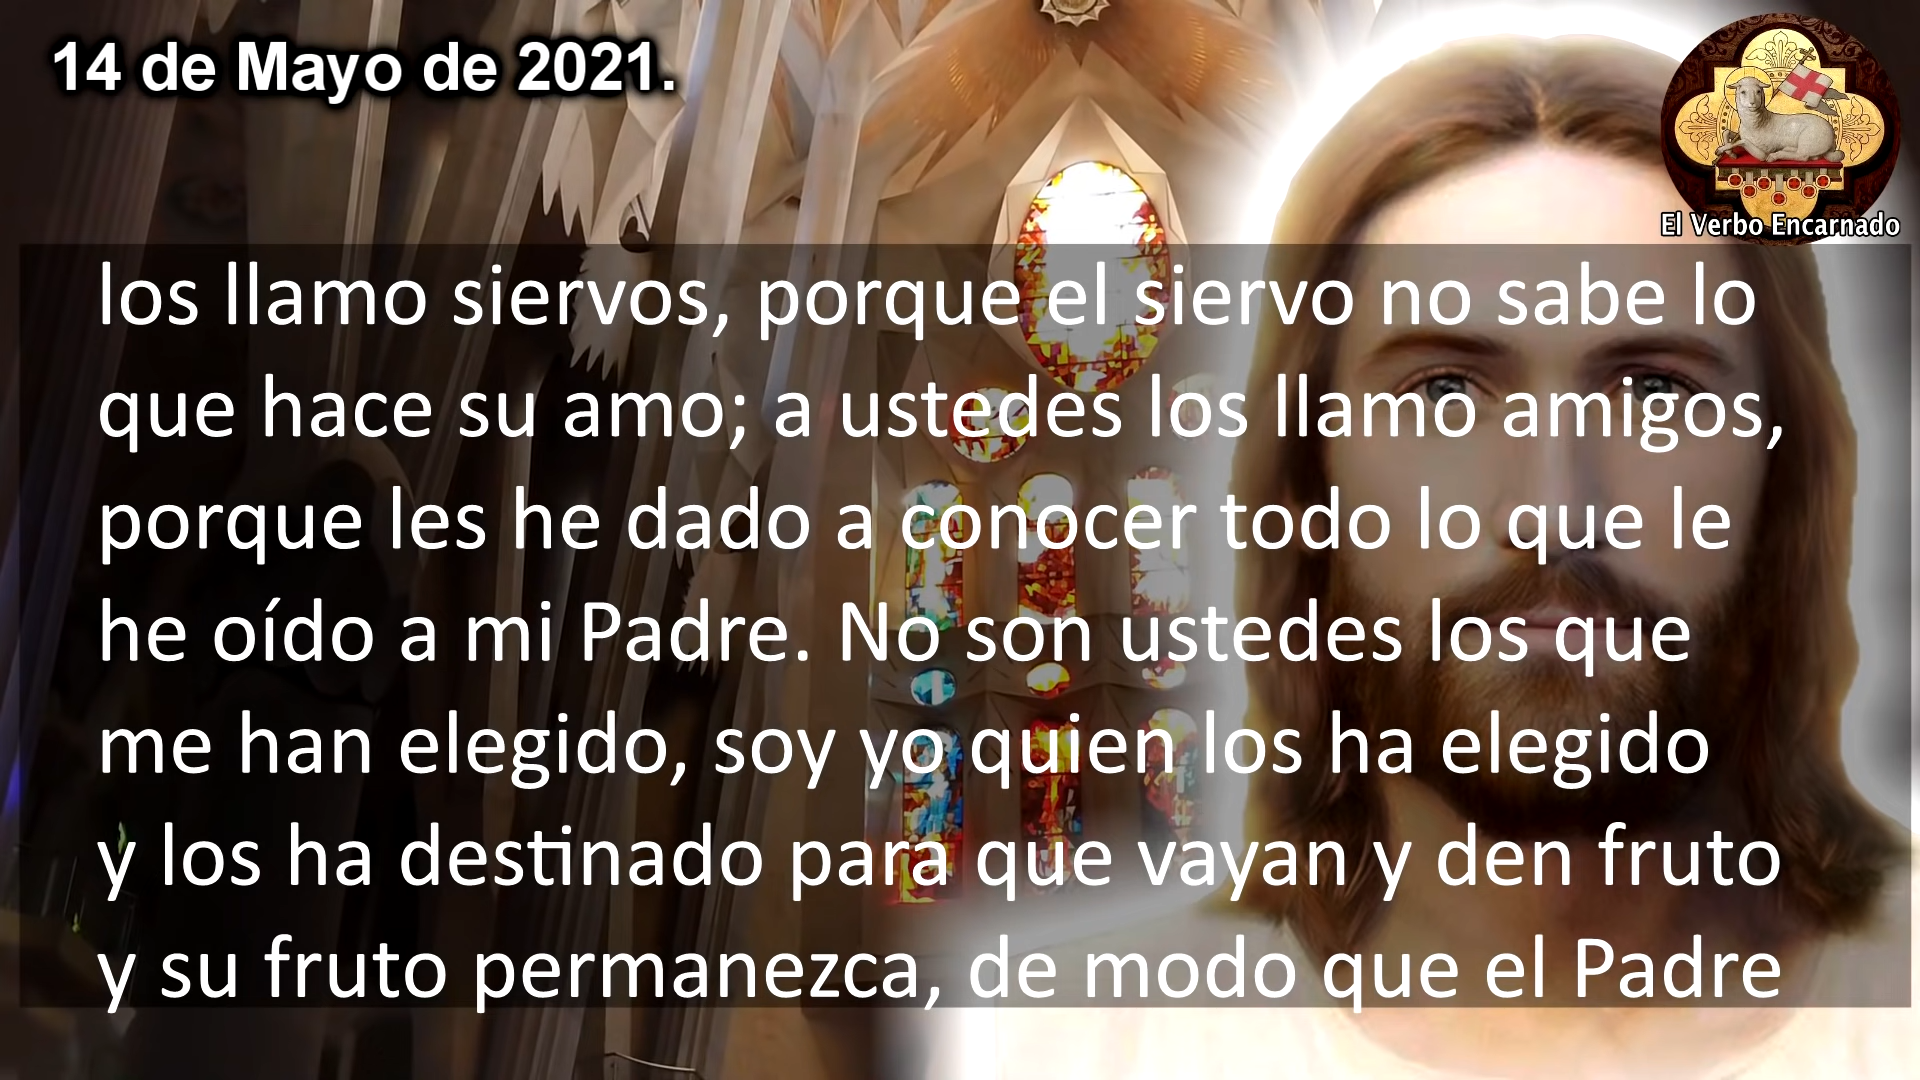 14 de Mayo de 2021.
El Verbo Encarnado
los llamo siervos, porque el siervo no sabe lo
que hace su amo; a ustedes los llamo amigos,
porque les he dado a conocer todo lo que le
he oído a mi Padre. No son ustedes los que
me han elegido, soy yo quien los ha elegido
y los ha destinado para que vayan y den fruto
y su fruto permanezca, de modo que el Padre